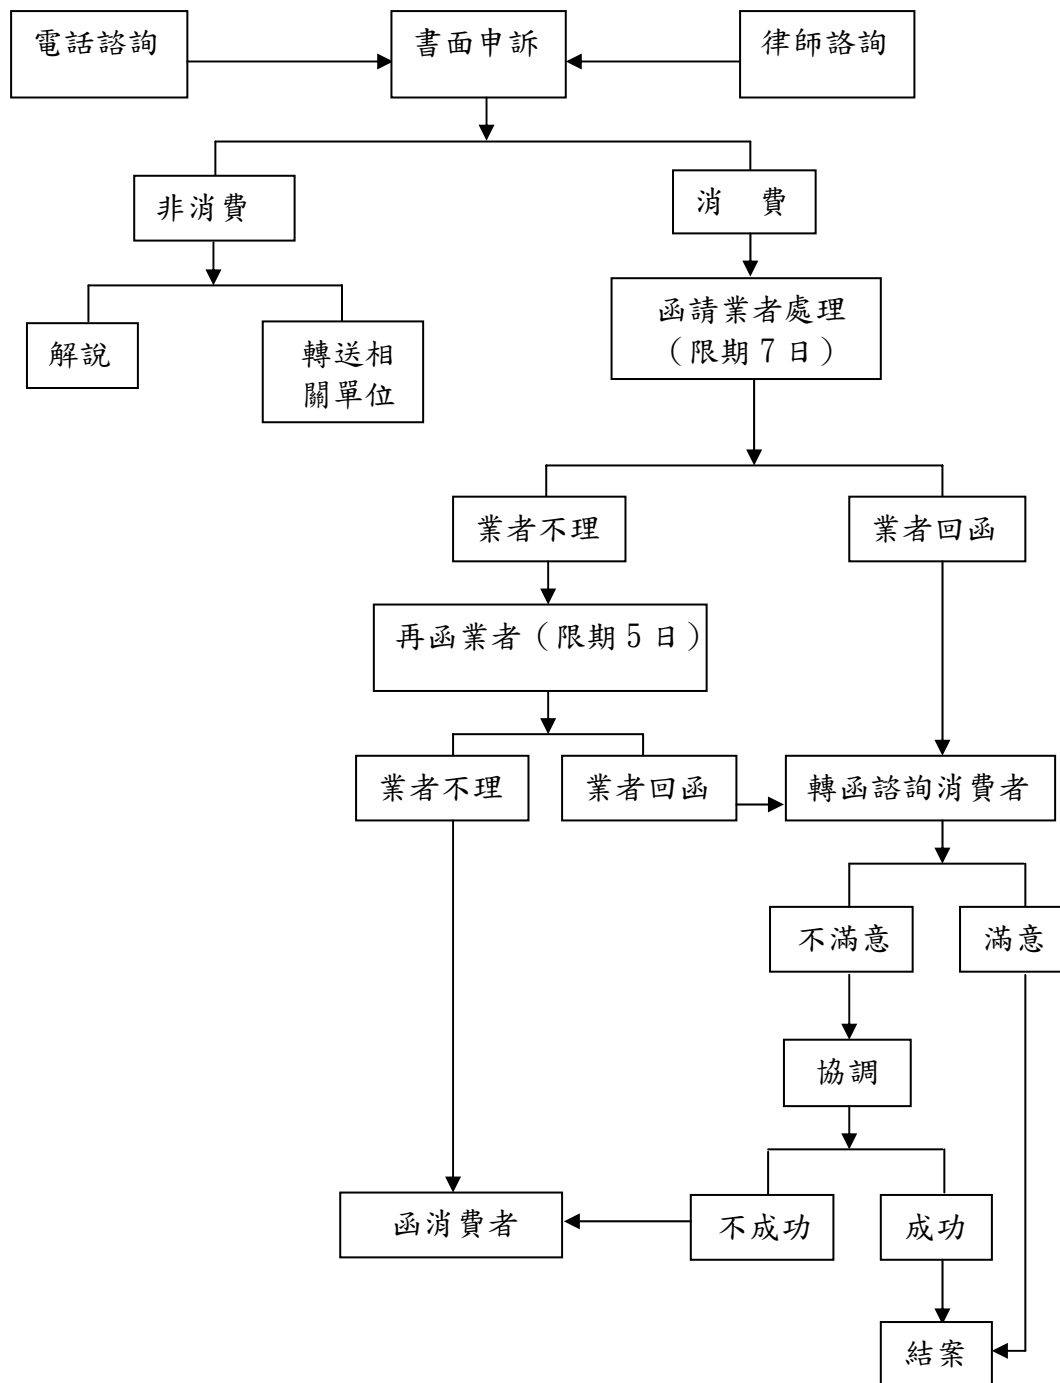 電話諮詢
書面申訴
律師諮詢
非消費
消　費
函請業者處理
（限期７日）
解說
轉送相
關單位
業者不理
業者回函
再函業者（限期５日）
業者不理
業者回函
轉函諮詢消費者
不滿意
滿意
協調
函消費者
不成功
成功
結案